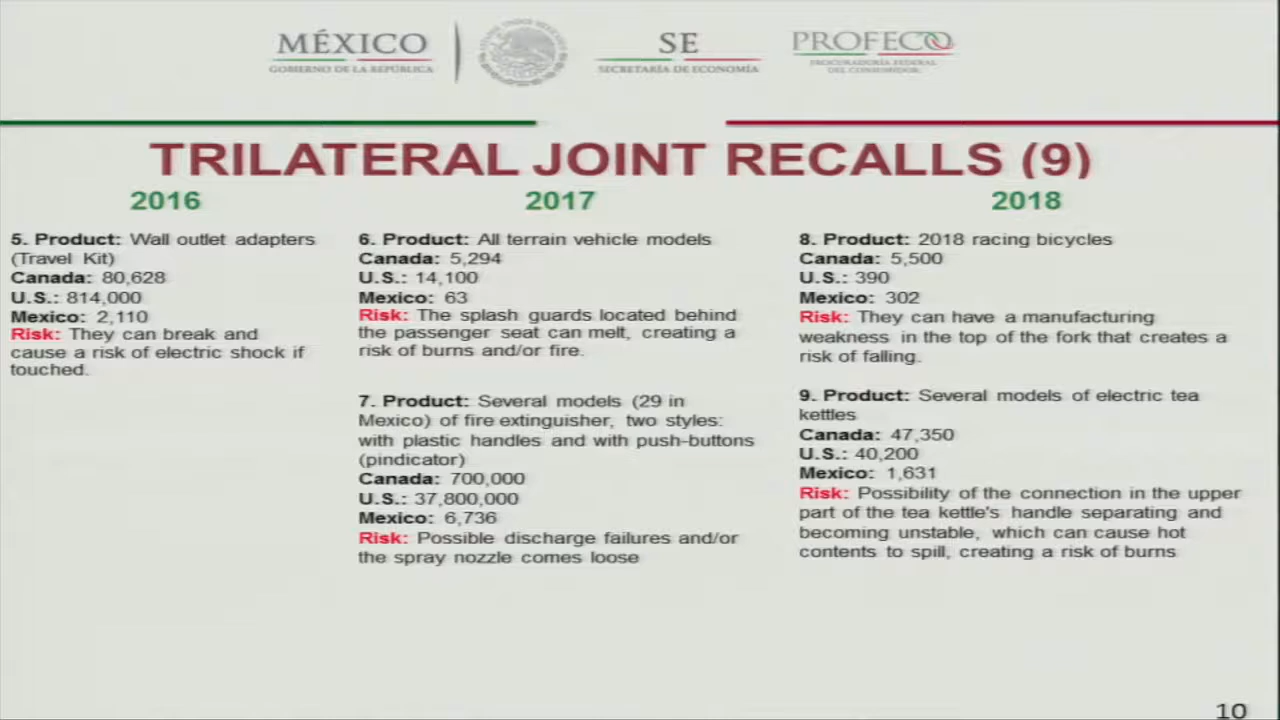 MÉXICO
GOBIERNO DE LA REPÚBLICA
SE
SECRETARÍA DE ECONOMÍA
PROFECO
PROCURADURÍA FEDERAL
DEL CONSUMIDOR
TRILATERAL JOINT RECALLS (9)
2016
5. Product: Wall outlet adapters
(Travel Kit)
Canada: 80,628
U.S.: 814,000
Mexico: 2,110
Risk: They can break and
cause a risk of electric shock if
touched.
2017
6. Product: All terrain vehicle models
Canada: 5,294
U.S.: 14,100
Mexico: 63
Risk: The splash guards located behind
the passenger seat can melt, creating a
risk of burns and/or fire.
7. Product: Several models (29 in
Mexico) of fire extinguisher, two styles:
with plastic handles and with push-buttons
(pindicator)
Canada: 700,000
U.S.: 37,800,000
Mexico: 6,736
Risk: Possible discharge failures and/or
the spray nozzle comes loose
2018
8. Product: 2018 racing bicycles
Canada: 5,500
U.S.: 390
Mexico: 302
Risk: They can have a manufacturing
weakness in the top of the fork that creates a
risk of falling.
9. Product: Several models of electric tea
kettles
Canada: 47,350
U.S.: 40,200
Mexico: 1,631
Risk: Possibility of the connection in the upper
part of the tea kettle's handle separating and
becoming unstable, which can cause hot
contents to spill, creating a risk of burns
10